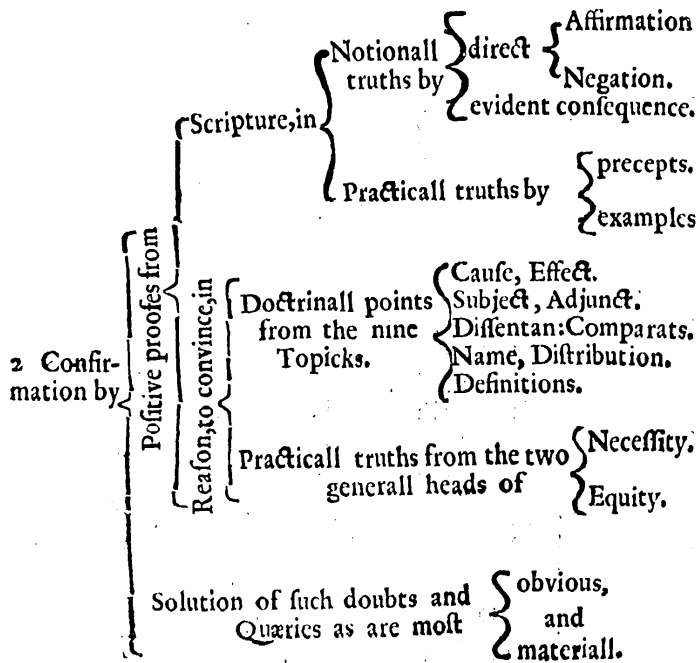 2 Confir-
mation by
Poſitive proofes from
Scripture, in
Notionall
truths by
direct
Affirmation
Negation.
evident conſequence.
Practicall truths by
precepts.
examples
Reaſon, to convince, in
Doctrinall points
from the nine
Topicks.
Cauſe, Effect.
Subject, Adjunct.
Diſſentan: Comparats.
Name, Diſtribution.
Definitions.
Practicall truths from the two
generall heads of
Neceſſity.
Equity.
Solution of ſuch doubts and
Quæries as are moſt
obvious,
and
materiall.